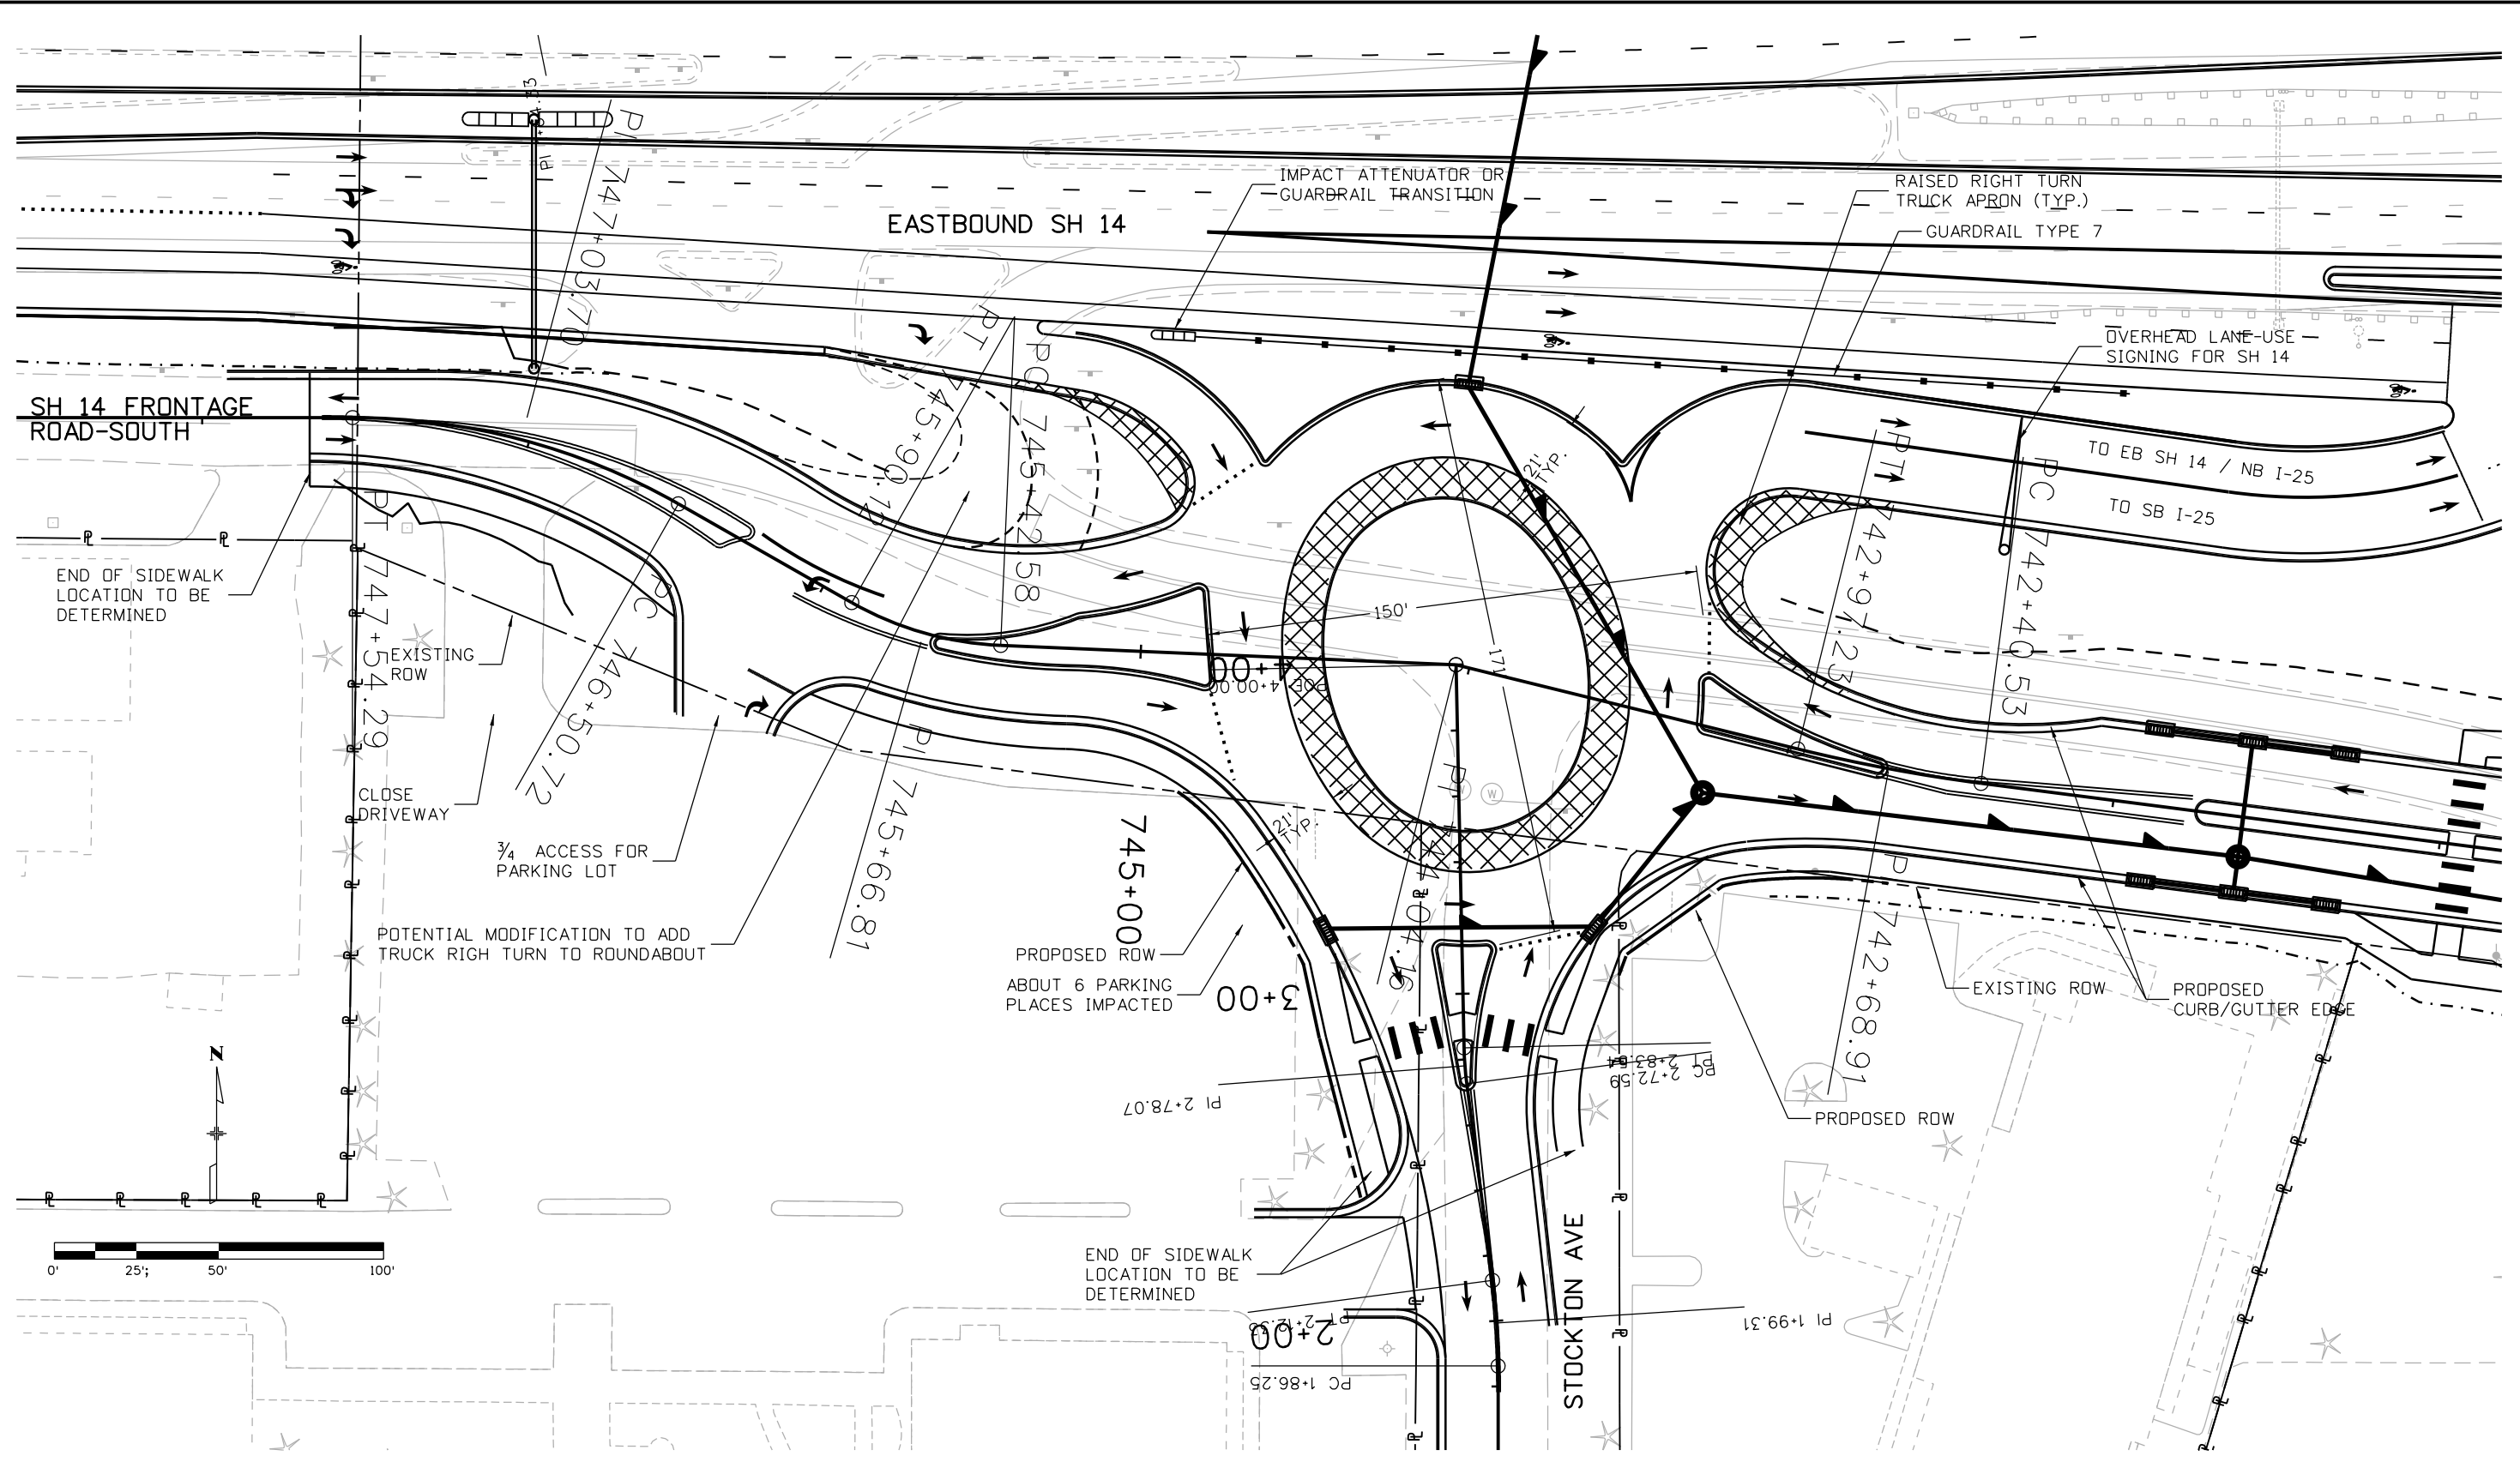 IMPACT ATTENUATOR OR
GUARDRAIL TRANSITION
RAISED RIGHT TURN
TRUCK APRON (TYP.)
EASTBOUND SH 14
GUARDRAIL TYPE 7
PI 747+03.70
OVERHEAD LANE-USE
SIGNING FOR SH 14
SH 14 FRONTAGE
ROAD-SOUTH
PT 745+90.12
PC 745+42.58
21'
TYP.
TO EB SH 14 / NB I-25
TO SB I-25
PT 742+97.23
PC 742+40.53
END OF SIDEWALK
LOCATION TO BE
DETERMINED
PT 747+54.29
EXISTING
ROW
PC 746+50.72
150'
171'
4+00
POE 4+00.00
CLOSE
DRIVEWAY
3/4 ACCESS FOR
PARKING LOT
PI 745+66.81
745+00
21'
TYP.
W
W
POTENTIAL MODIFICATION TO ADD
TRUCK RIGH TURN TO ROUNDABOUT
PROPOSED ROW
ABOUT 6 PARKING
PLACES IMPACTED
3+00
PI 742+68.91
EXISTING ROW
PROPOSED
CURB/GUTTER EDGE
N
PC 2+72.59
PI 2+78.07
PROPOSED ROW
0'
25';
50'
100'
END OF SIDEWALK
LOCATION TO BE
DETERMINED
STOCKTON AVE
2+00
PI 1+99.31
PC 1+86.25